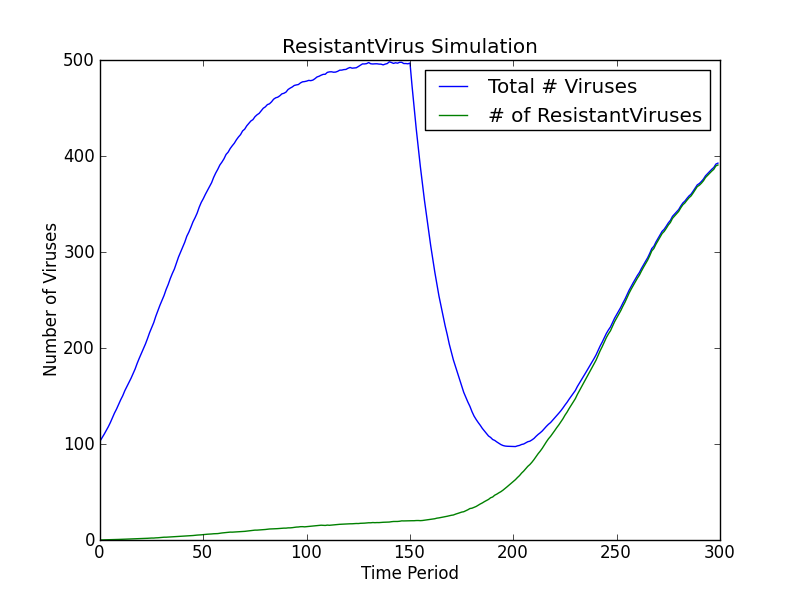 ResistantVirus Simulation
Total # Viruses
# of ResistantViruses
Number of Viruses
500
400
300
200
100
0
0
50
100
150
200
250
300
Time Period